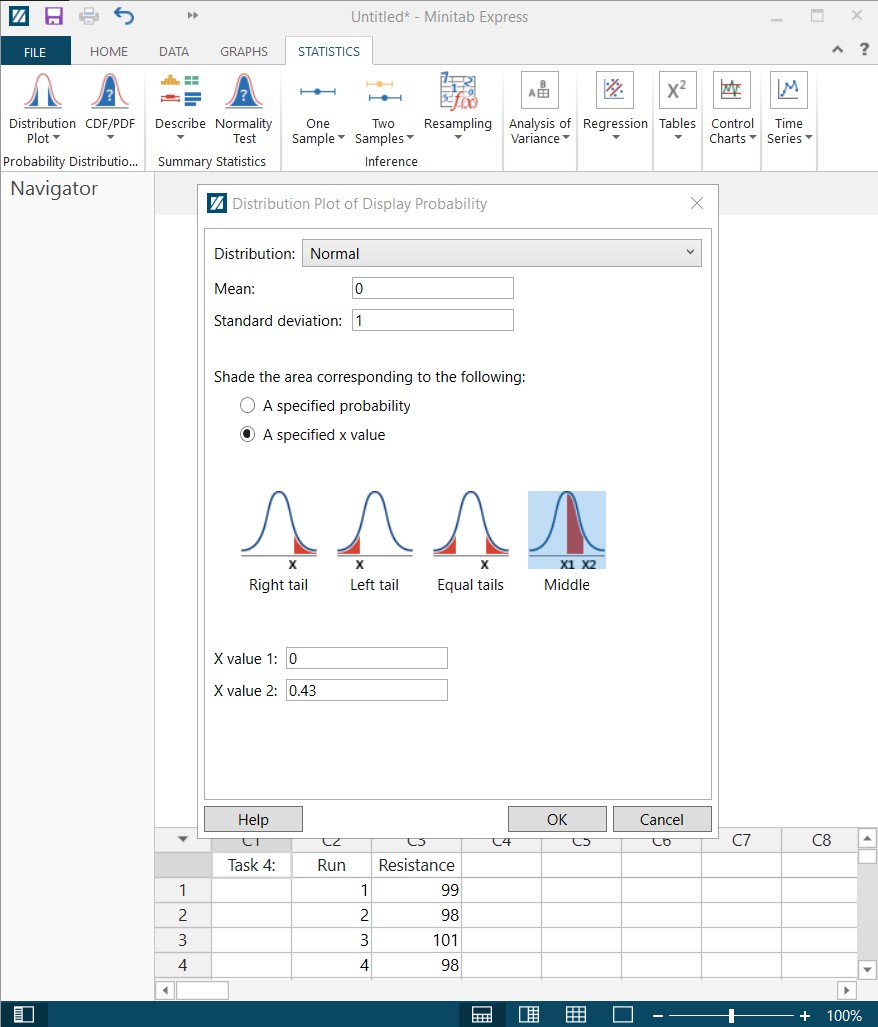 Untitled* - Minitab Express
FILE HOME DATA GRAPHS STATISTICS ?
Distribution Plot CDF/PDF
Probability Distributio...
Describe Normality Test
Summary Statistics
One Sample Two Samples Resampling
Inference
Analysis of Variance
Regression
Tables
Control Charts
Time Series
Navigator
Distribution Plot of Display Probability
Distribution: Normal
Mean: 0
Standard deviation: 1
Shade the area corresponding to the following:
A specified probability
A specified x value
X X X X1 X2
Right tail Left tail Equal tails Middle
X value 1: 0
X value 2: 0.43
Help OK Cancel
C1 C2 C3 C4 C5 C6 C7 C8
Task 4: Run Resistance
1 1 99
2 2 98
3 3 101
4 4 98
100%